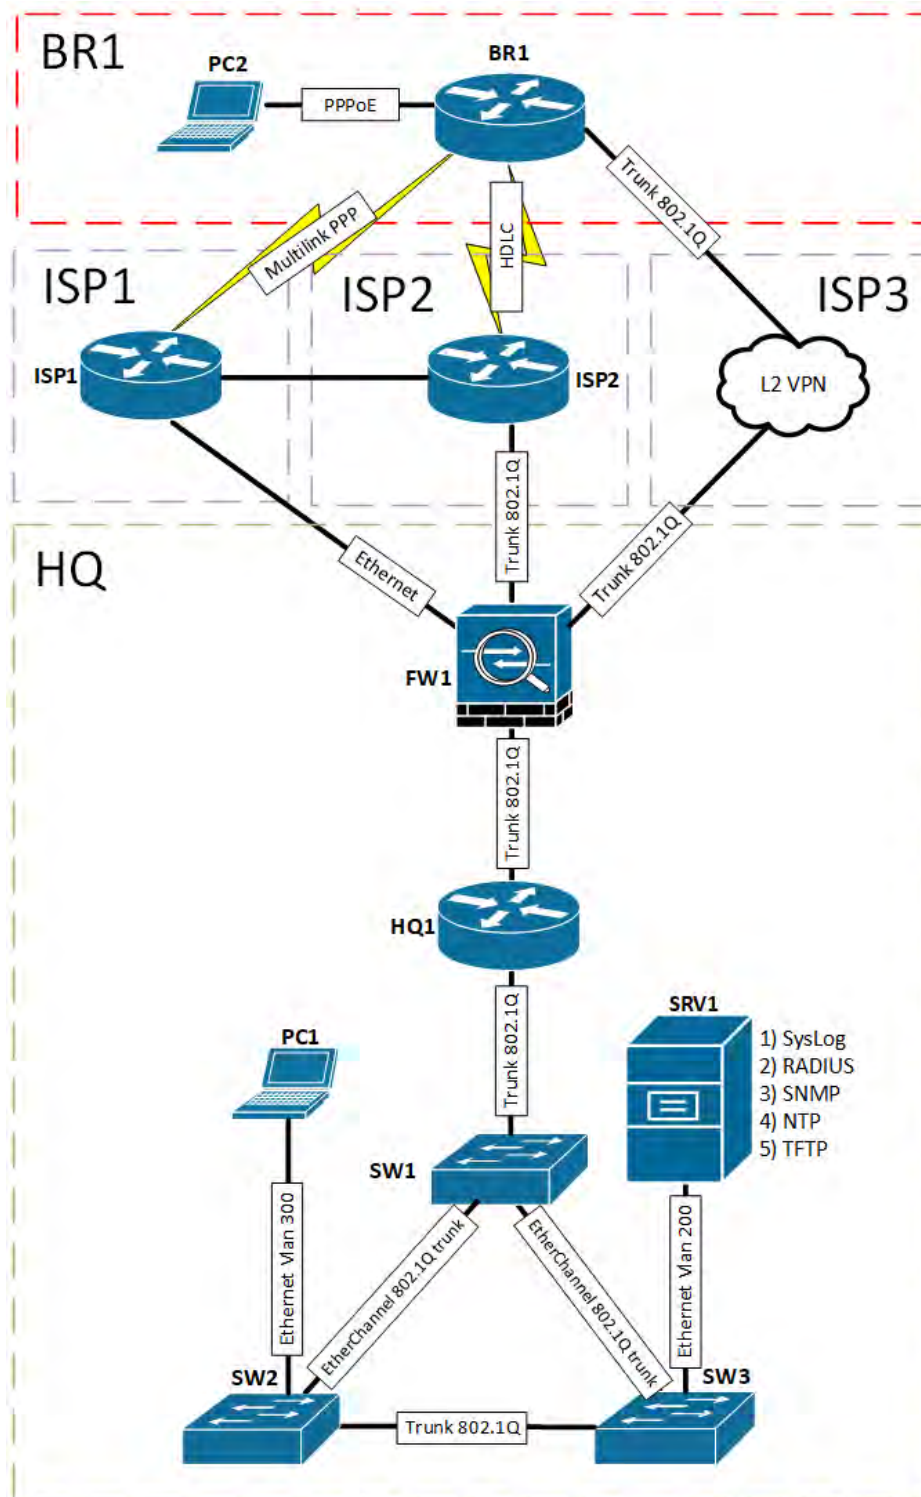 BR1
BR1
PC2
PPPoE
Trunk 802.1Q
Multilink PPP
HDLC
ISP1
ISP2
ISP3
ISP1
ISP2
L2 VPN
Trunk 802.1Q
Trunk 802.1Q
Ethernet
HQ
FW1
Trunk 802.1Q
HQ1
Trunk 802.1Q
SRV1
1) SysLog
2) RADIUS
3) SNMP
4) NTP
5) TFTP
PC1
SW1
Ethernet Vlan 300
EtherChannel 802.1Q trunk
EtherChannel 802.1Q trunk
Ethernet Vlan 200
SW2
SW3
Trunk 802.1Q